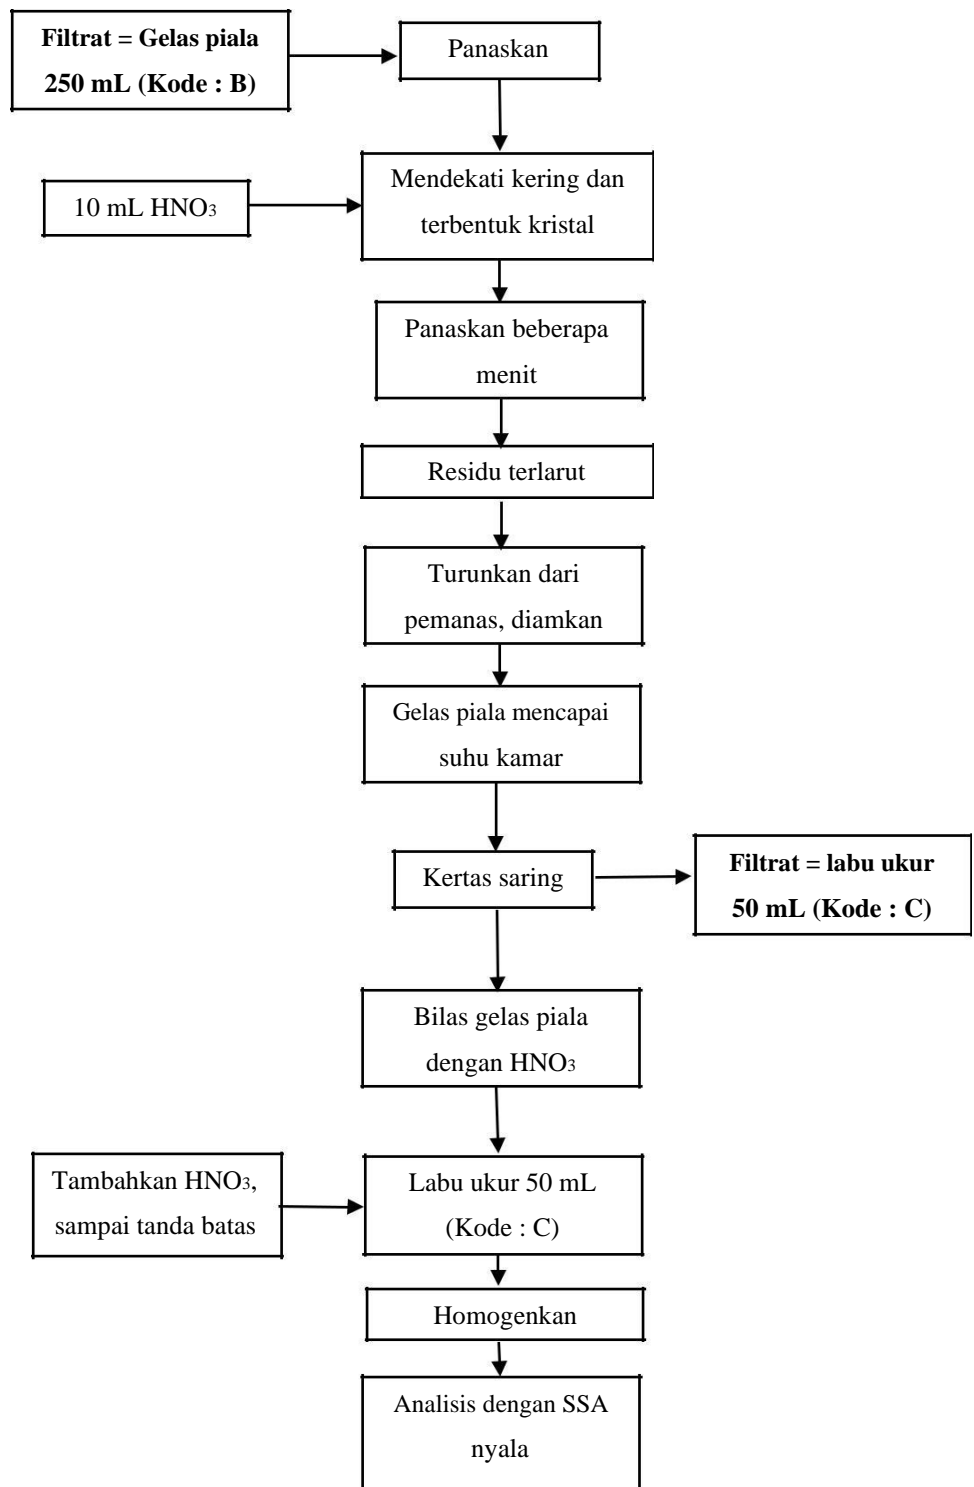 Filtrat = Gelas piala
250 mL (Kode : B)
Panaskan
Mendekati kering dan
terbentuk kristal
10 mL HNO3
Panaskan beberapa
menit
Residu terlarut
Turunkan dari
pemanas, diamkan
Gelas piala mencapai
suhu kamar
Kertas saring
Filtrat = labu ukur
50 mL (Kode : C)
Bilas gelas piala
dengan HNO3
Tambahkan HNO3,
sampai tanda batas
Labu ukur 50 mL
(Kode : C)
Homogenkan
Analisis dengan SSA
nyala